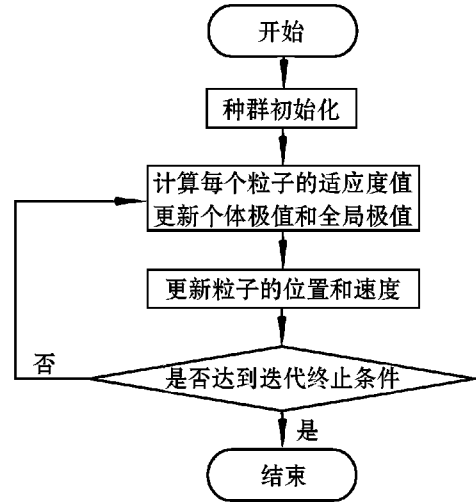 开始
种群初始化
计算每个粒子的适应度值
更新个体极值和全局极值
更新粒子的位置和速度
是否达到迭代终止条件
否
是
结束